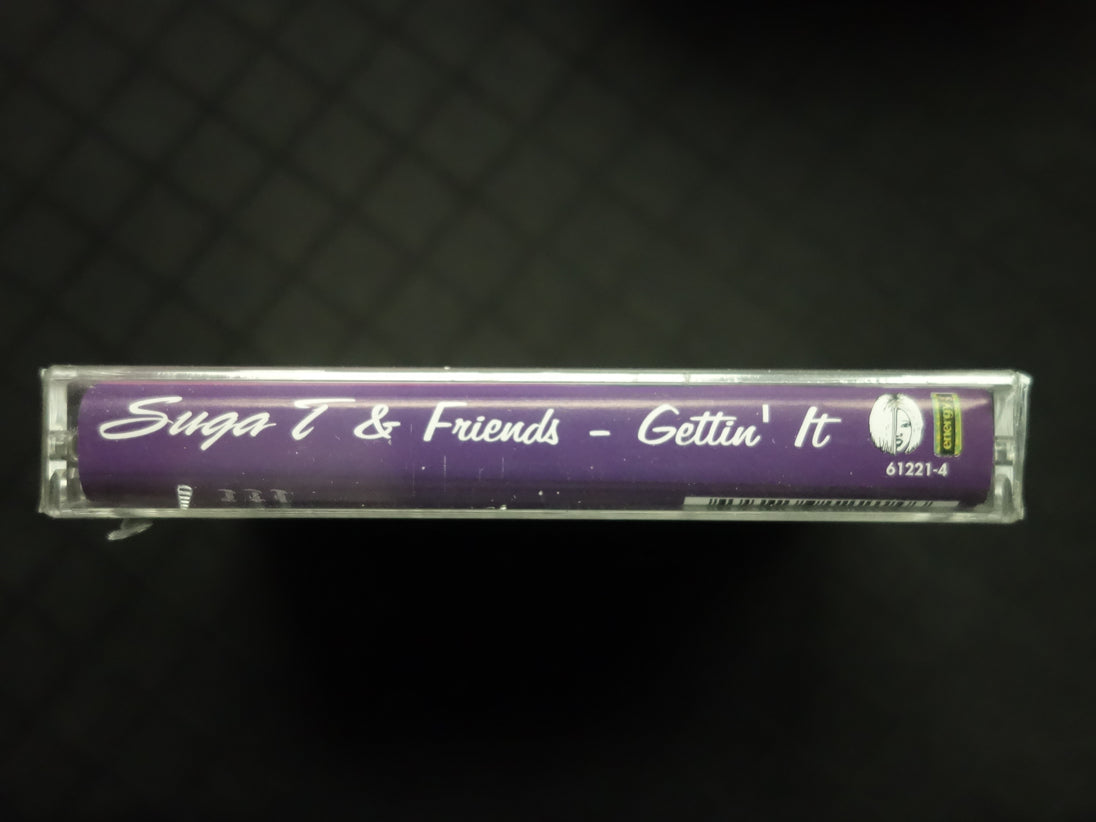 Suga T & Friends - Gettin' It
energy
61221-4